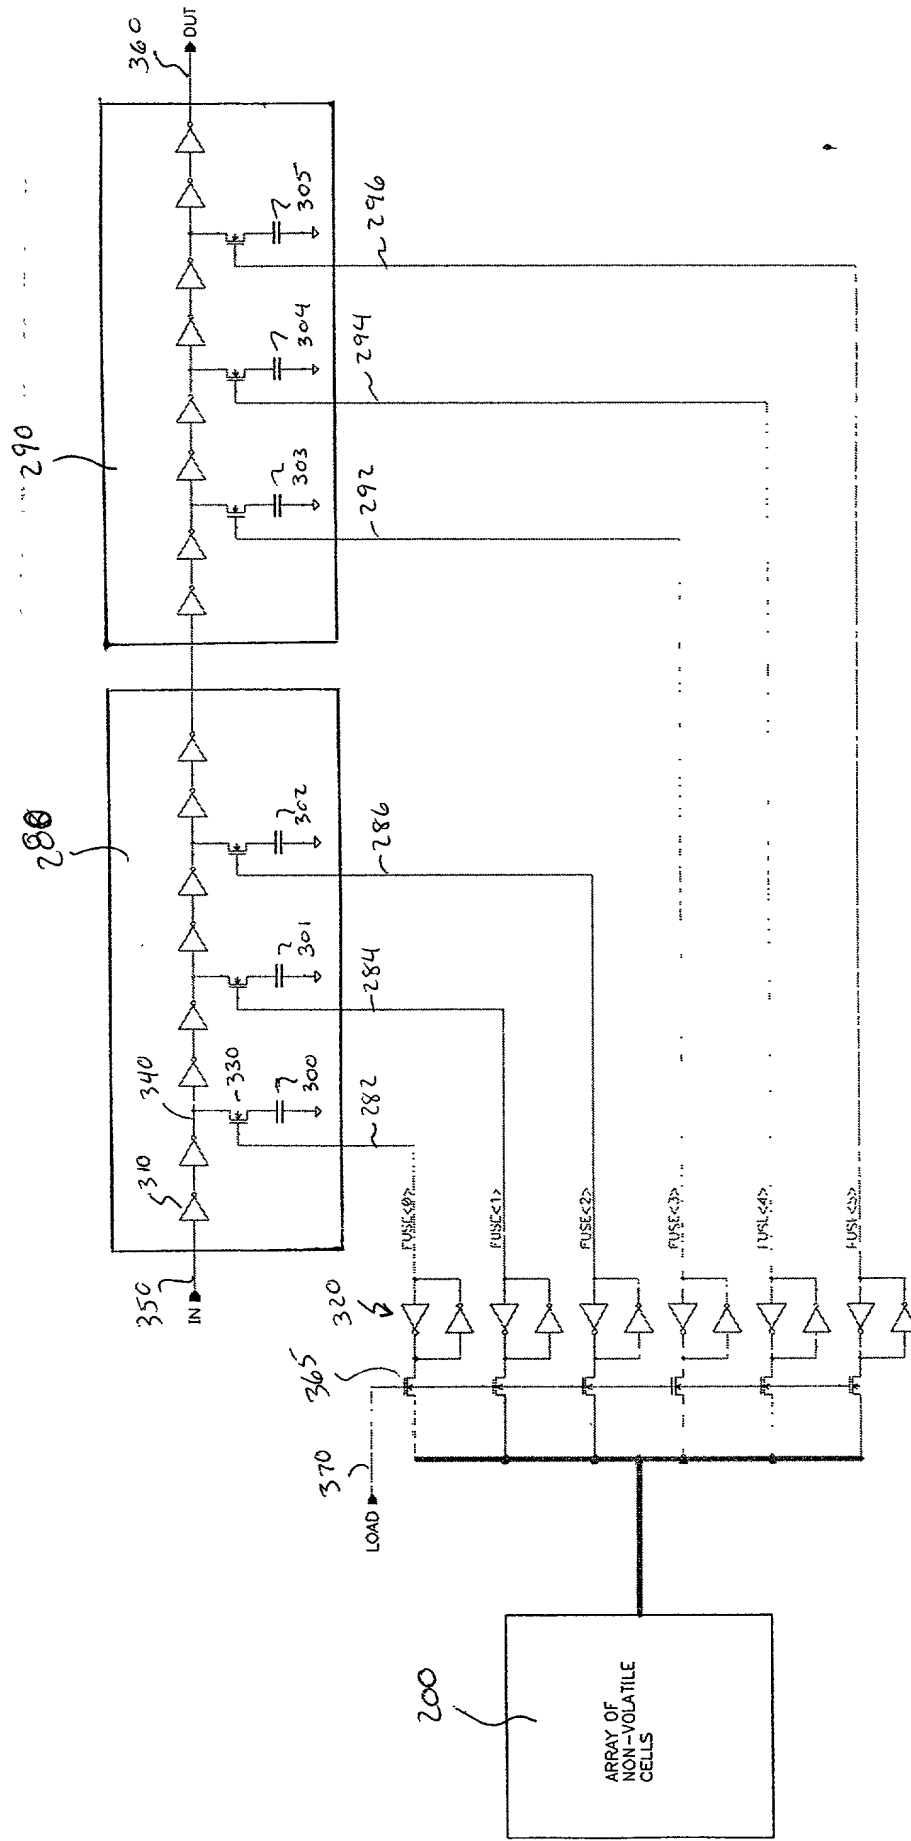 290
360
OUT
303
304
305
292
294
296
288
310
340
330
300
301
302
282
284
286
350
IN
320
365
370
LOAD
FUSE<0>
FUSE<1>
FUSE<2>
FUSE<3>
FUSE<4>
FUSE<5>
200
ARRAY OF
NON-VOLATILE
CELLS